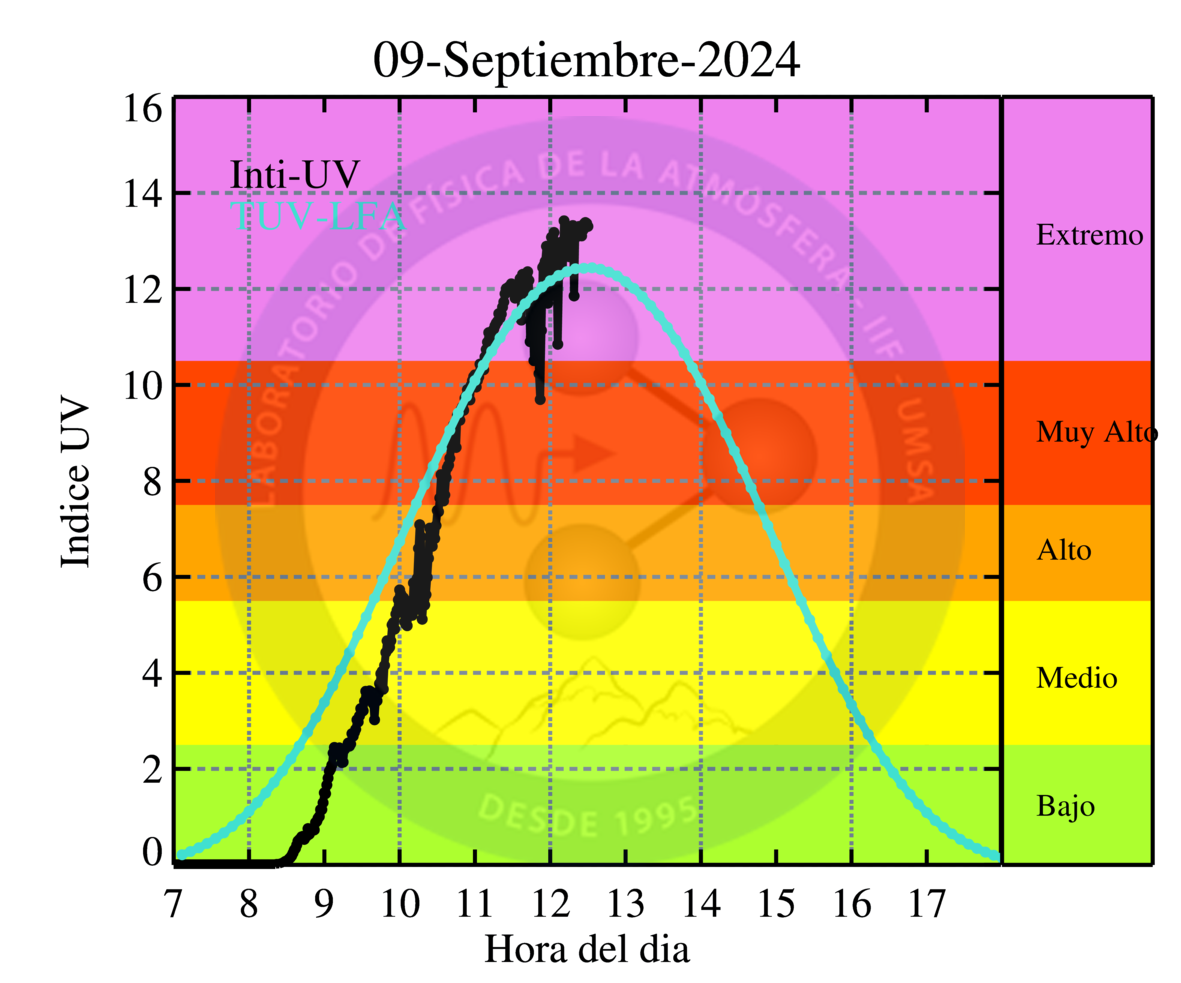 09-Septiembre-2024
Inti-UV
TUV-LFA
LABORATORIO DE FÍSICA DE LA ATMÓSFERA - IIF - UMSA
DESDE 1995
Indice UV
16
14
12
10
8
6
4
2
0
Extremo
Muy Alto
Alto
Medio
Bajo
7 8 9 10 11 12 13 14 15 16 17
Hora del dia